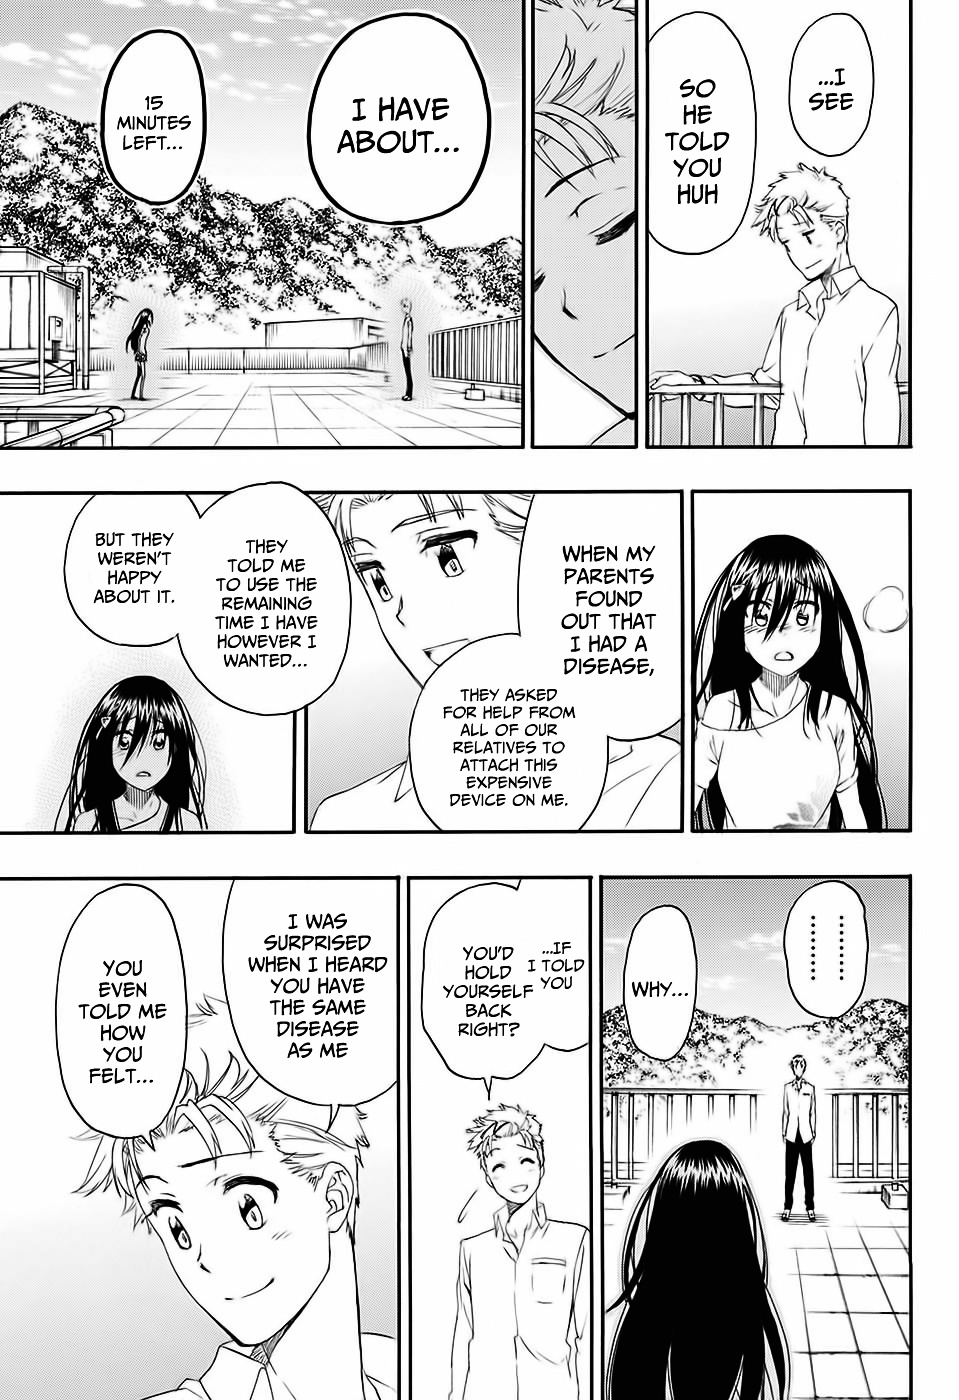 ...I
SEE
SO
HE
TOLD
YOU
HUH
I HAVE
ABOUT...
15
MINUTES
LEFT...
WHEN MY
PARENTS
FOUND
OUT THAT
I HAD A
DISEASE,
THEY ASKED
FOR HELP FROM
ALL OF OUR
RELATIVES TO
ATTACH THIS
EXPENSIVE
DEVICE ON ME.
THEY
TOLD ME
TO USE THE
REMAINING
TIME I HAVE
HOWEVER I
WANTED...
BUT THEY
WEREN'T
HAPPY
ABOUT IT.
.........
WHY...
...IF
I TOLD
YOU
YOU'D
HOLD
YOURSELF
BACK
RIGHT?
I WAS
SURPRISED
WHEN I HEARD
YOU HAVE
THE SAME
DISEASE
AS ME
YOU
EVEN
TOLD ME
HOW
YOU
FELT...